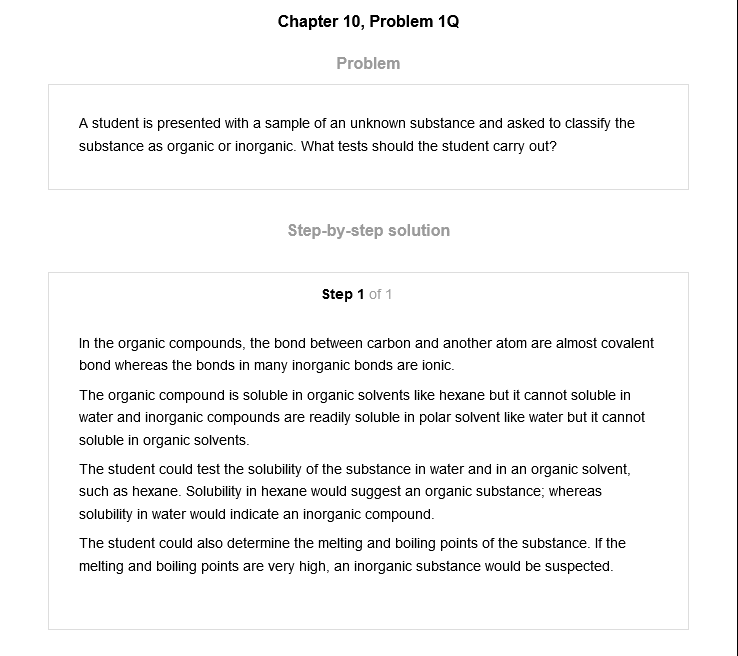 Chapter 10, Problem 1Q
Problem
A student is presented with a sample of an unknown substance and asked to classify the
substance as organic or inorganic. What tests should the student carry out?
Step-by-step solution
Step 1 of 1
In the organic compounds, the bond between carbon and another atom are almost covalent
bond whereas the bonds in many inorganic bonds are ionic.
The organic compound is soluble in organic solvents like hexane but it cannot soluble in
water and inorganic compounds are readily soluble in polar solvent like water but it cannot
soluble in organic solvents.
The student could test the solubility of the substance in water and in an organic solvent,
such as hexane. Solubility in hexane would suggest an organic substance; whereas
solubility in water would indicate an inorganic compound.
The student could also determine the melting and boiling points of the substance. If the
melting and boiling points are very high, an inorganic substance would be suspected.